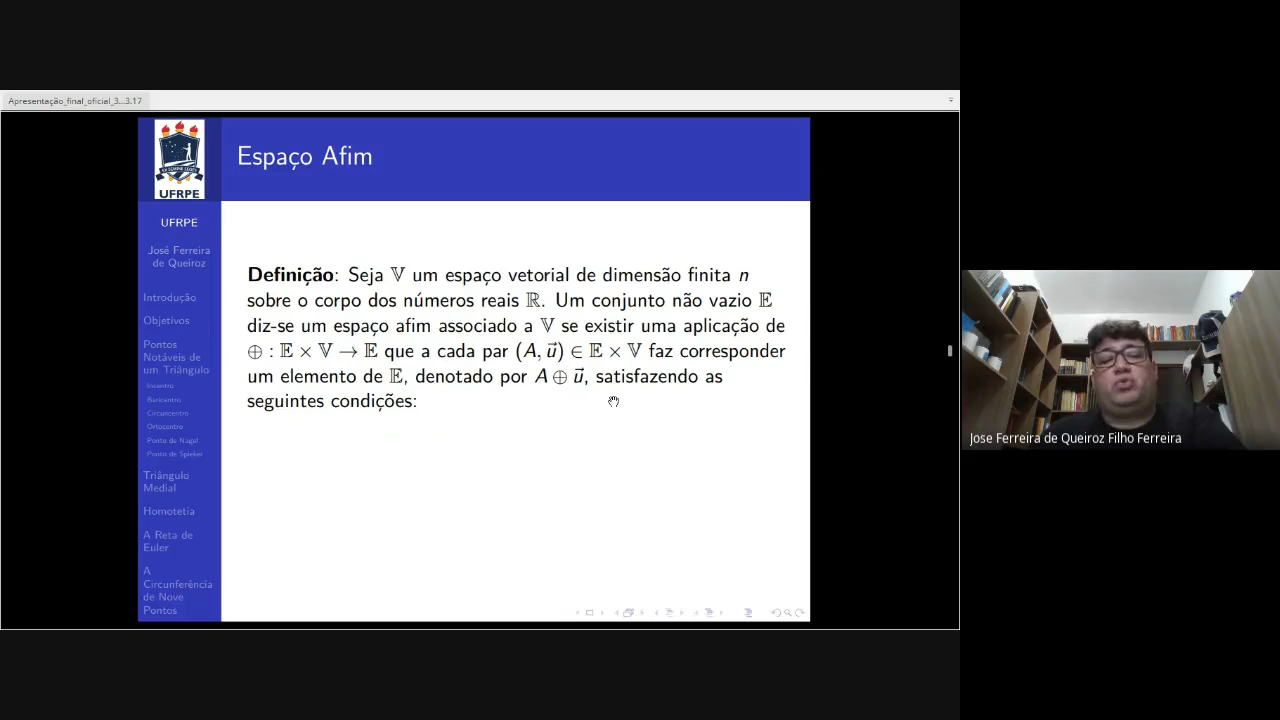 Apresentação_final_oficial_3...3.17
UFRPE
Espaço Afim
UFRPE
José Ferreira
de Queiroz
Introdução
Objetivos
Pontos
Notáveis de
um Triângulo
Incentro
Baricentro
Circuncentro
Ortocentro
Ponto de Nagel
Ponto de Spieker
Triângulo
Medial
Homotetia
A Reta de
Euler
A
Circunferência
de Nove
Pontos
Definição: Seja 𝕍 um espaço vetorial de dimensão finita n
sobre o corpo dos números reais ℝ. Um conjunto não vazio 𝔼
diz-se um espaço afim associado a 𝕍 se existir uma aplicação de
⊕ : 𝔼 × 𝕍 → 𝔼 que a cada par (A, u⃗) ∈ 𝔼 × 𝕍 faz corresponder
um elemento de 𝔼, denotado por A ⊕ u⃗, satisfazendo as
seguintes condições:
Jose Ferreira de Queiroz Filho Ferreira